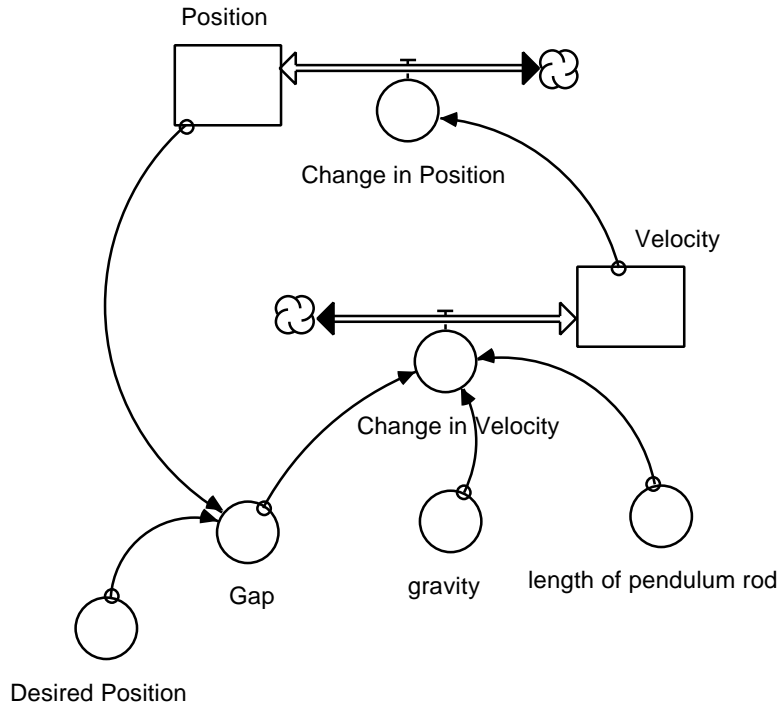 Position
Change in Position
Velocity
Change in Velocity
Gap
gravity
length of pendulum rod
Desired Position